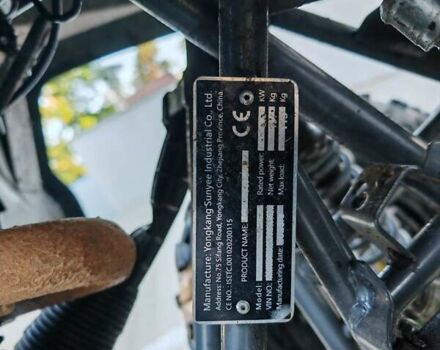 Manufacture: Yongkang Sunyee Industrial Co., Ltd.
Address: No.75 Sifang Road, Yongkang City, Zhejiang Province, China
CE NO.: ISETC.001020200115
CE
PRODUCT NAME:
Model:
Rated power: KW
VIN NO:
Net weight: Kg
Manufacturing date:
Max load: Kg